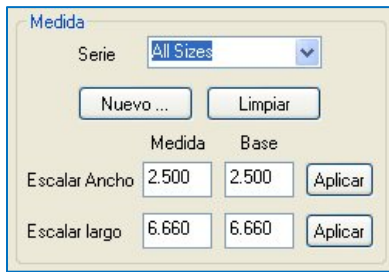 Medida
Serie All Sizes
Nuevo ... Limpiar
Medida Base
Escalar Ancho 2.500 2.500 Aplicar
Escalar largo 6.660 6.660 Aplicar